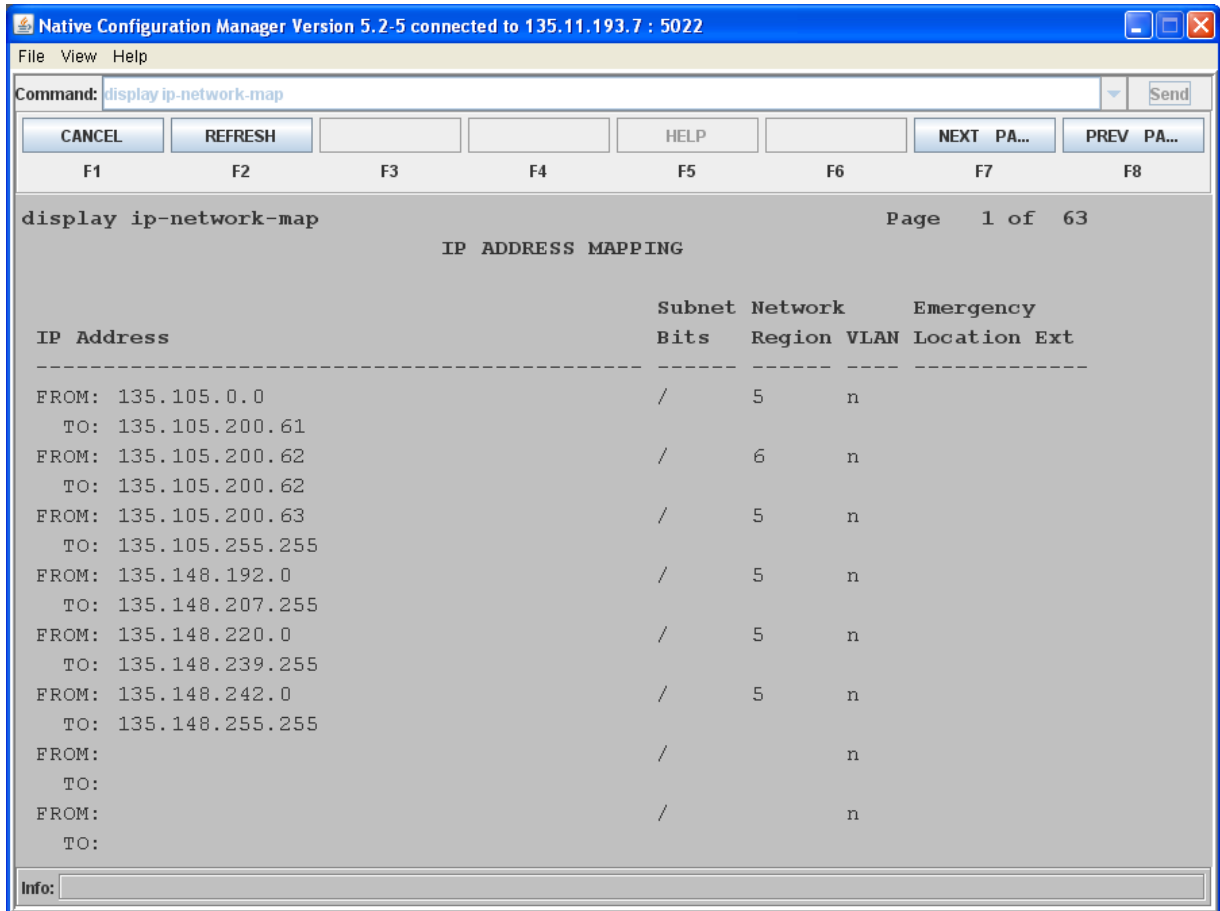 Native Configuration Manager Version 5.2-5 connected to 135.11.193.7 : 5022
File View Help
Command: display ip-network-map Send
CANCEL REFRESH HELP NEXT PA... PREV PA...
F1 F2 F3 F4 F5 F6 F7 F8
display ip-network-map Page 1 of 63
IP ADDRESS MAPPING
Subnet Network Emergency
IP Address Bits Region VLAN Location Ext
--------------------------------------------- ------ ------ ---- -------------
FROM: 135.105.0.0 / 5 n
TO: 135.105.200.61
FROM: 135.105.200.62 / 6 n
TO: 135.105.200.62
FROM: 135.105.200.63 / 5 n
TO: 135.105.255.255
FROM: 135.148.192.0 / 5 n
TO: 135.148.207.255
FROM: 135.148.220.0 / 5 n
TO: 135.148.239.255
FROM: 135.148.242.0 / 5 n
TO: 135.148.255.255
FROM: / n
TO:
FROM: / n
TO:
Info: